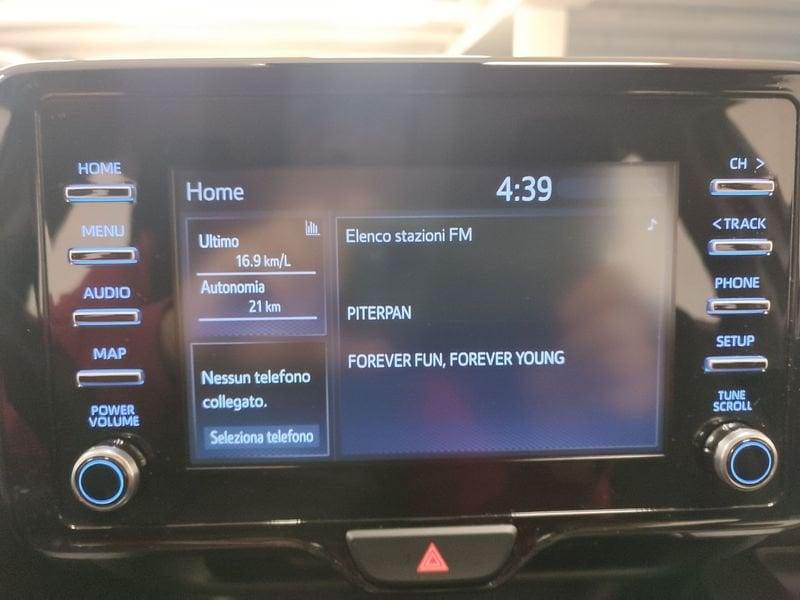 HOME
MENU
AUDIO
MAP
POWER
VOLUME
Home
4:39
Ultimo
16.9 km/L
Autonomia
21 km
Nessun telefono
collegato.
Seleziona telefono
Elenco stazioni FM
PITERPAN
FOREVER FUN, FOREVER YOUNG
CH >
< TRACK
PHONE
SETUP
TUNE
SCROLL